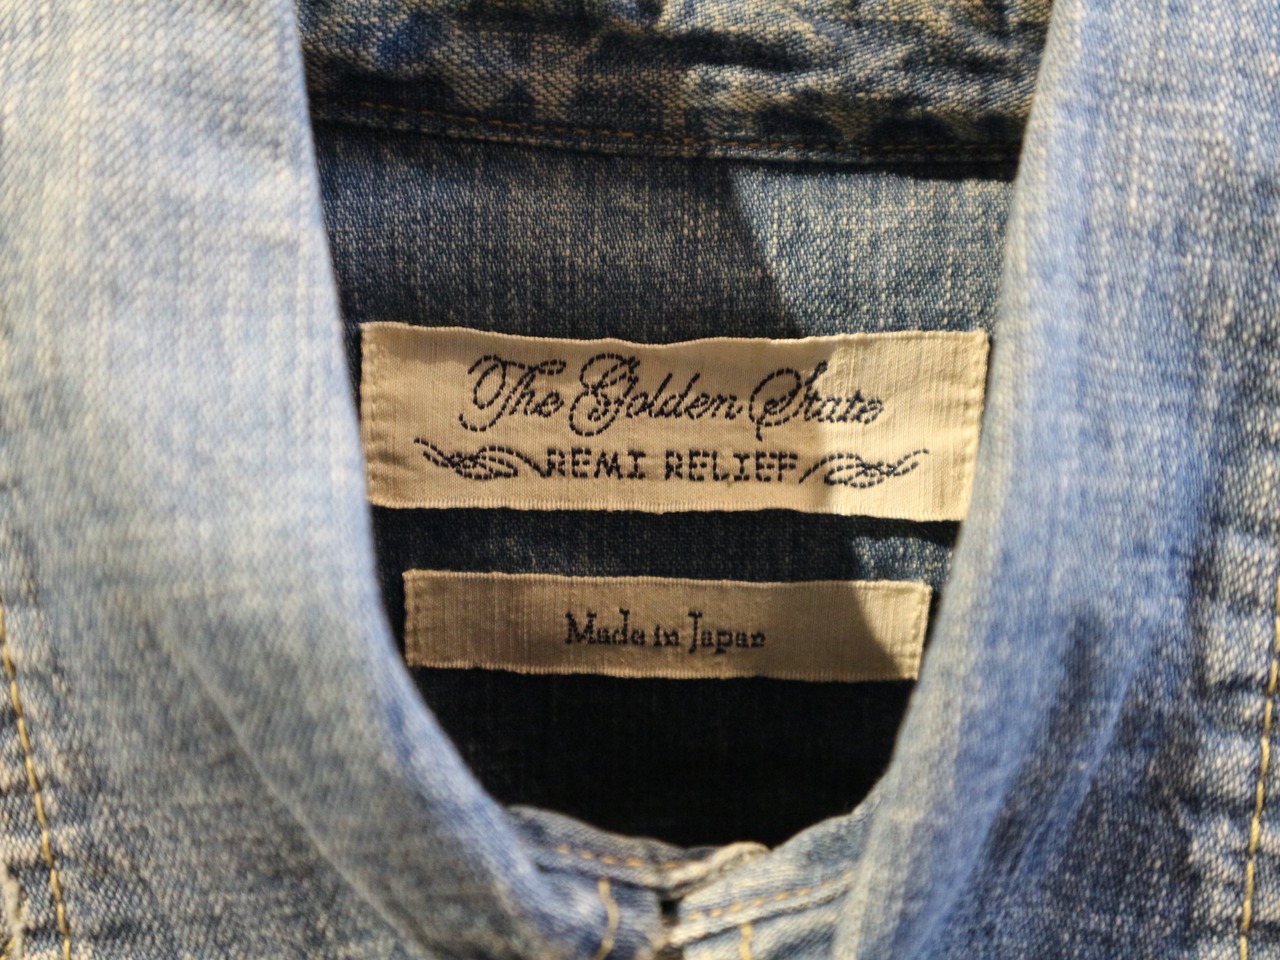 The Golden State
REMI RELIEF
Made in Japan